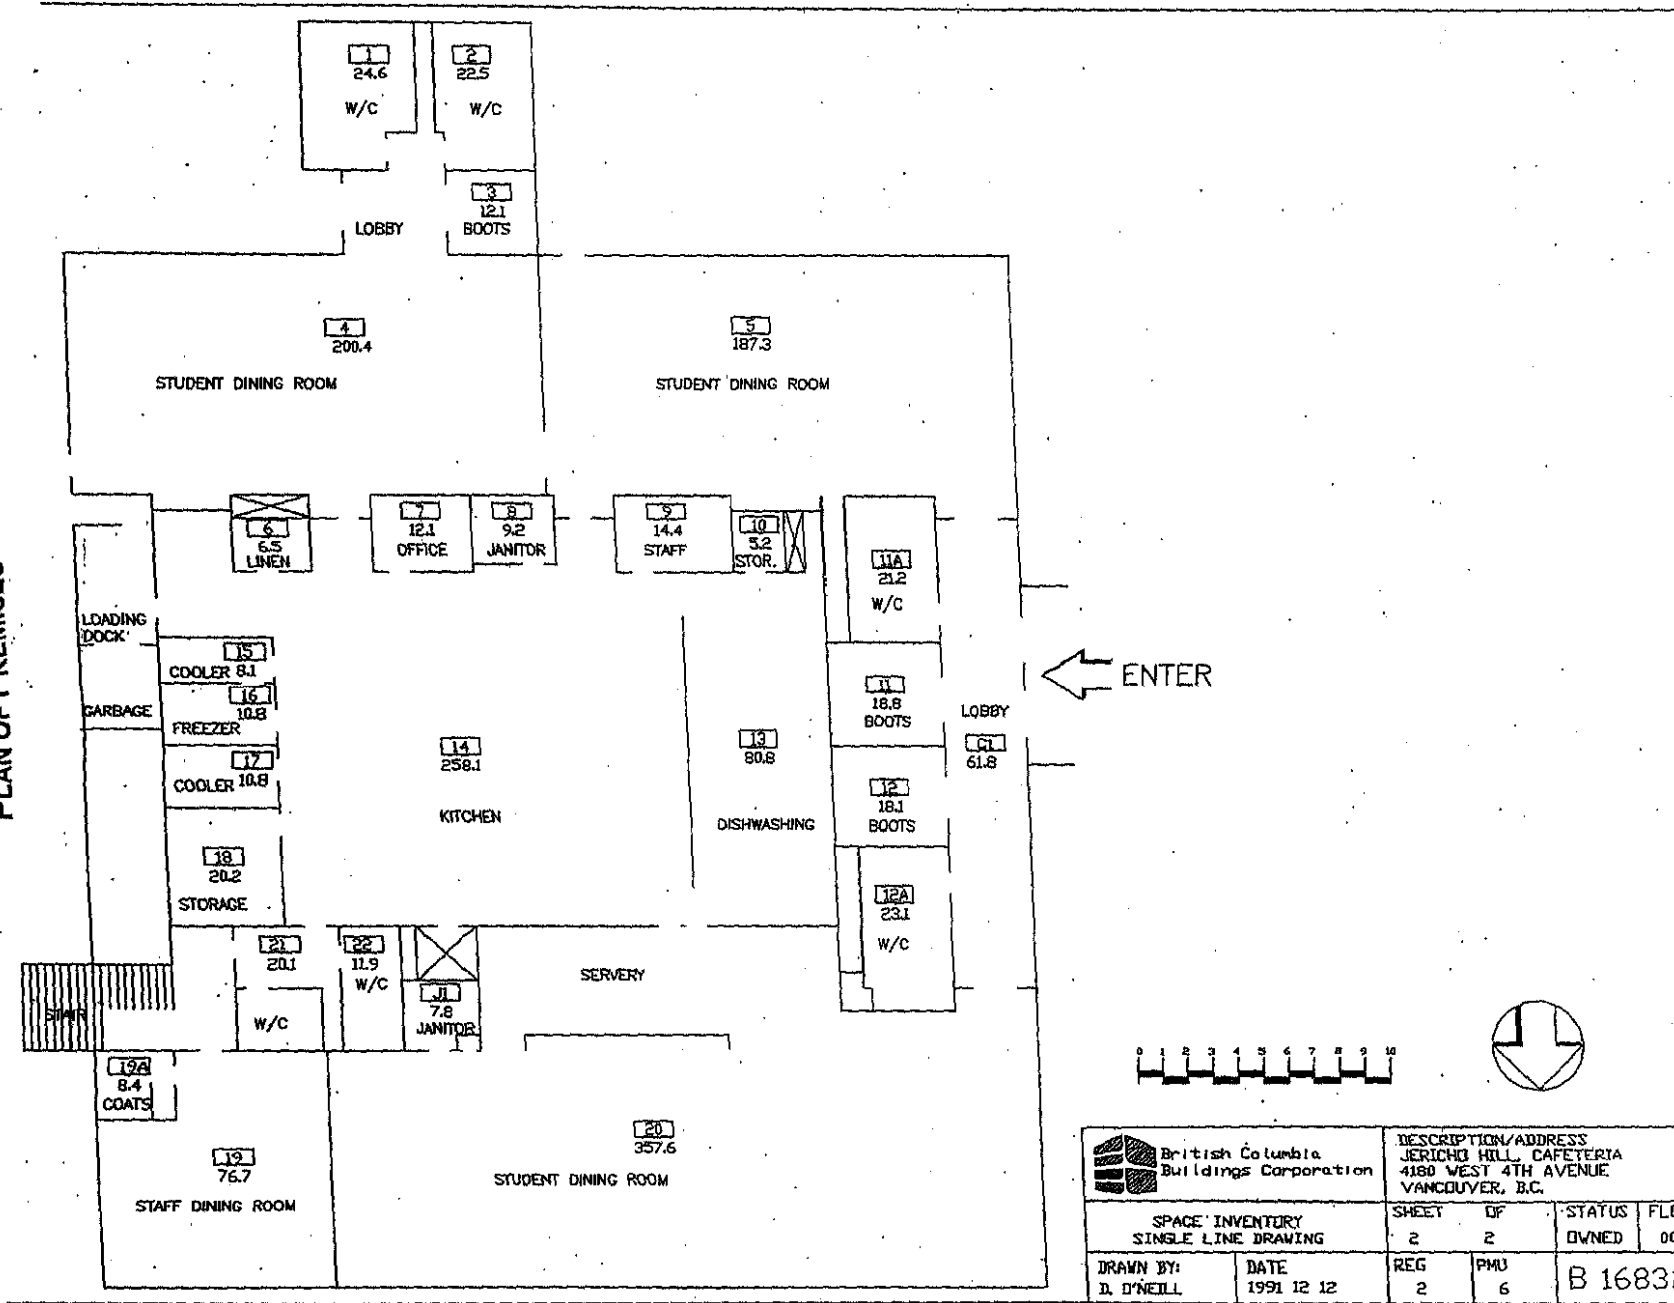 1
24.6
W/C
2
22.5
W/C
3
12.1
BOOTS
LOBBY
4
200.4
STUDENT DINING ROOM
5
187.3
STUDENT DINING ROOM
6
6.5
LINEN
7
12.1
OFFICE
8
9.2
JANITOR
9
14.4
STAFF
10
5.2
STOR.
11A
21.2
W/C
LOADING
DOCK
15
COOLER 8.1
16
10.8
FREEZER
GARBAGE
17
COOLER 10.8
14
258.1
KITCHEN
13
80.8
DISHWASHING
11
18.8
BOOTS
LOBBY
C1
61.8
ENTER
12
18.1
BOOTS
18
20.2
STORAGE
12A
23.1
W/C
21
20.1
W/C
22
11.9
W/C
J1
7.8
JANITOR
SERVERY
STAIR
19A
8.4
COATS
19
76.7
STAFF DINING ROOM
20
357.6
STUDENT DINING ROOM
0 1 2 3 4 5 6 7 8 9 10
British Columbia
Buildings Corporation
DESCRIPTION/ADDRESS
JERICHO HILL, CAFETERIA
4180 WEST 4TH AVENUE
VANCOUVER, B.C.
SPACE INVENTORY
SINGLE LINE DRAWING
SHEET OF
2 2
STATUS
OWNED
DRAWN BY:
D. O'NEILL
DATE
1991 12 12
REG
2
PMU
6
B 1683
PLAN OF